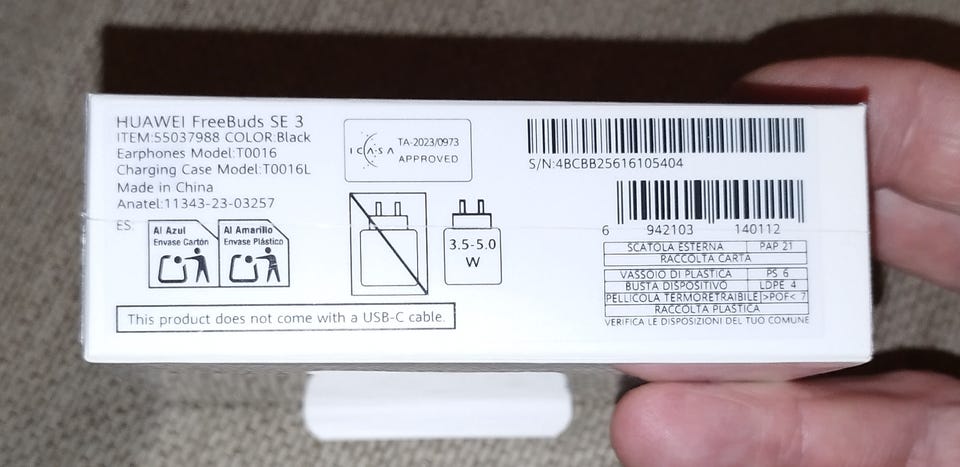 HUAWEI FreeBuds SE 3
ITEM:55037988 COLOR:Black
Earphones Model:T0016
Charging Case Model:T0016L
Made in China
Anatel:11343-23-03257
ES:
Al Azul
Envase Cartón
Al Amarillo
Envase Plástico
This product does not come with a USB-C cable.
ICASA
TA-2023/0973
APPROVED
3.5-5.0
W
S/N:4BCBB25616105404
6 942103 140112
SCATOLA ESTERNA PAP 21
RACCOLTA CARTA
VASSOIO DI PLASTICA PS 6
BUSTA DISPOSITIVO LDPE 4
PELLICOLA TERMORETRAIBILE >POF< 7
RACCOLTA PLASTICA
VERIFICA LE DISPOSIZIONI DEL TUO COMUNE